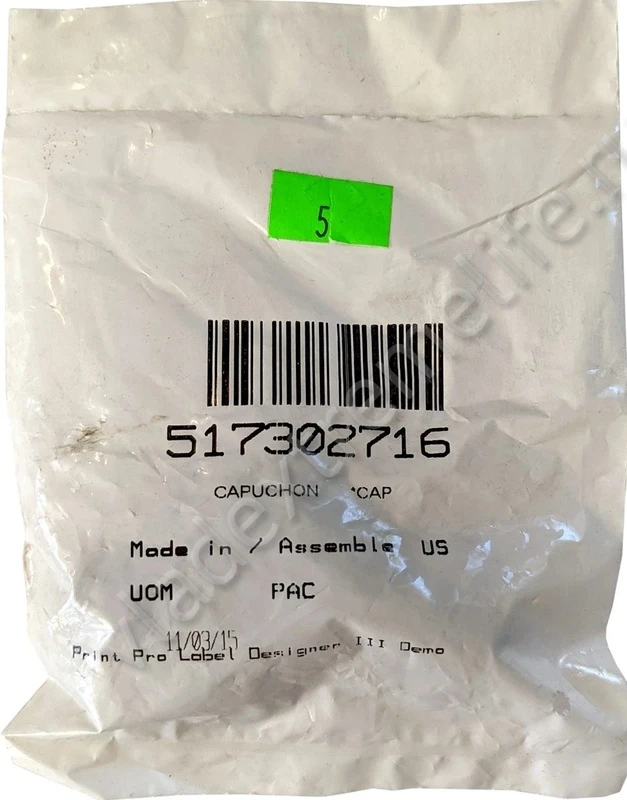 5
517302716
CAPUCHON *CAP
Made in / Assemble US
UOM PAC
11/03/15
Print Pro Label Designer III Demo